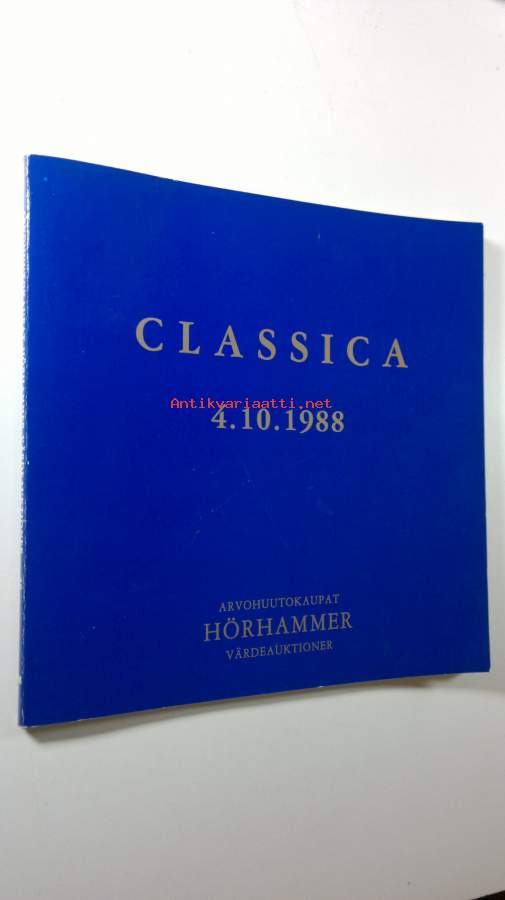 CLASSICA
Antikvariaatti.net
4.10.1988
ARVOHUUTOKAUPAT
HÖRHAMMER
VÄRDEAUKTIONER